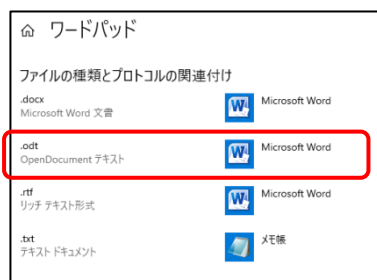 ワードパッド
ファイルの種類とプロトコルの関連付け
.docx
Microsoft Word 文書
Microsoft Word
.odt
OpenDocument テキスト
Microsoft Word
.rtf
リッチ テキスト形式
Microsoft Word
.txt
テキスト ドキュメント
メモ帳